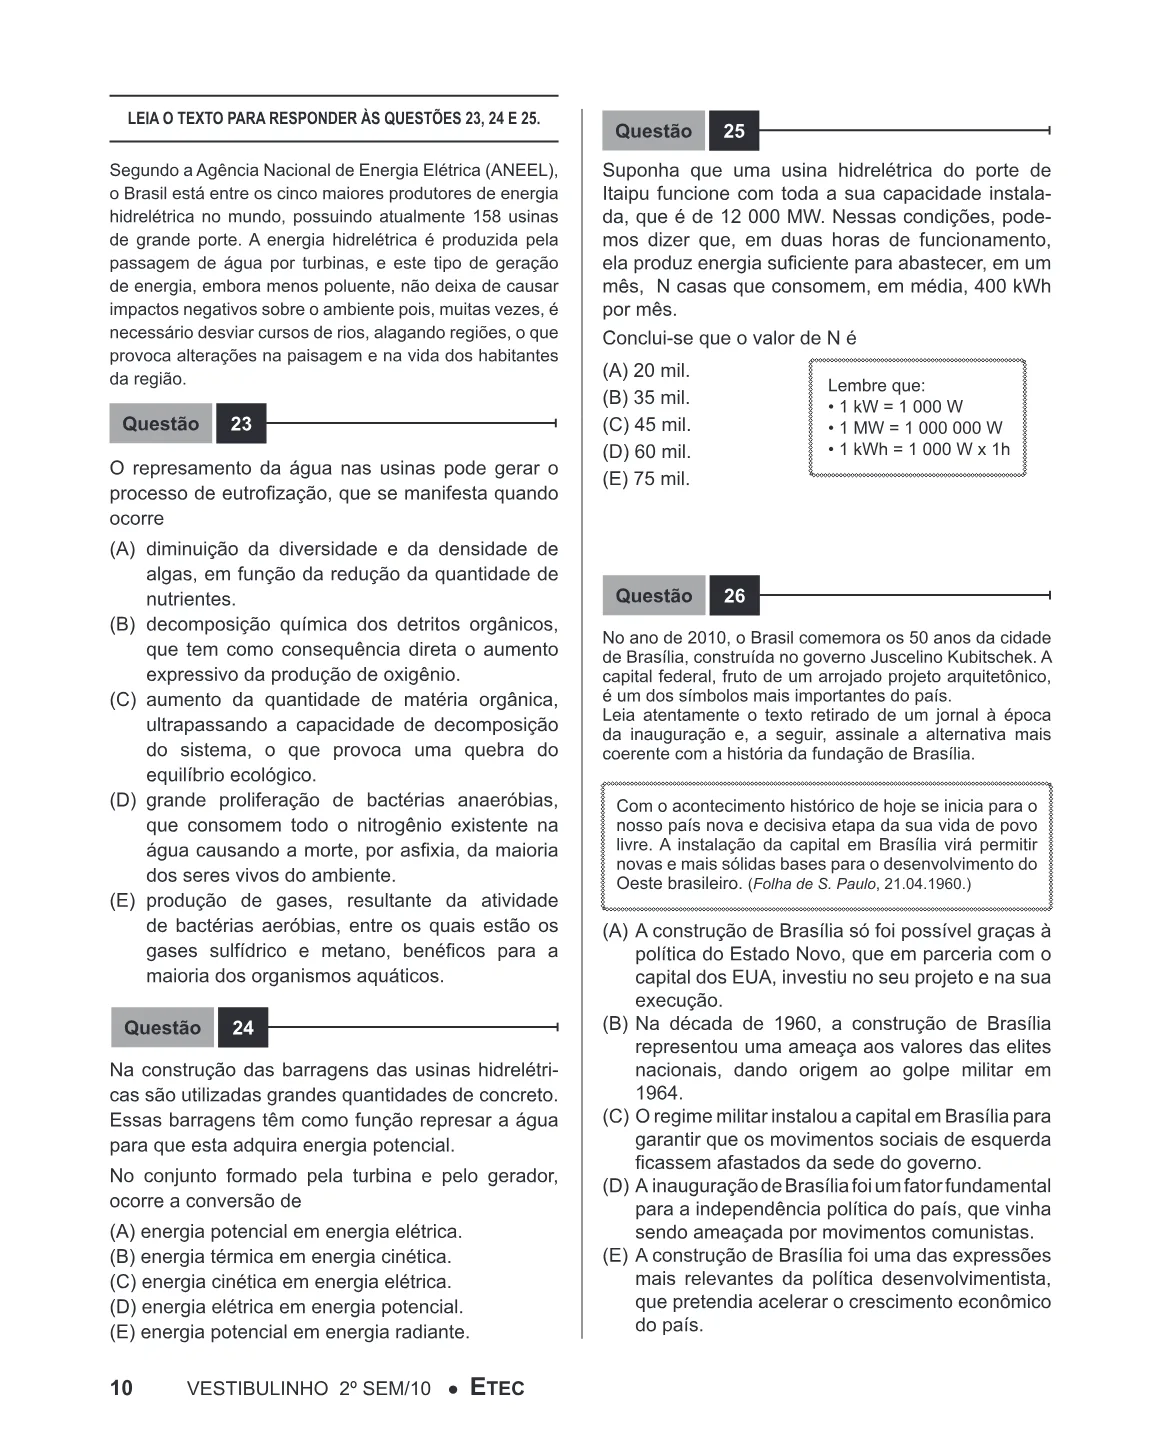 LEIA O TEXTO PARA RESPONDER ÀS QUESTÕES 23, 24 E 25.
Segundo a Agência Nacional de Energia Elétrica (ANEEL),
o Brasil está entre os cinco maiores produtores de energia
hidrelétrica no mundo, possuindo atualmente 158 usinas
de grande porte. A energia hidrelétrica é produzida pela
passagem de água por turbinas, e este tipo de geração
de energia, embora menos poluente, não deixa de causar
impactos negativos sobre o ambiente pois, muitas vezes, é
necessário desviar cursos de rios, alagando regiões, o que
provoca alterações na paisagem e na vida dos habitantes
da região.
Questão 23
O represamento da água nas usinas pode gerar o
processo de eutrofização, que se manifesta quando
ocorre
(A) diminuição da diversidade e da densidade de
algas, em função da redução da quantidade de
nutrientes.
(B) decomposição química dos detritos orgânicos,
que tem como consequência direta o aumento
expressivo da produção de oxigênio.
(C) aumento da quantidade de matéria orgânica,
ultrapassando a capacidade de decomposição
do sistema, o que provoca uma quebra do
equilíbrio ecológico.
(D) grande proliferação de bactérias anaeróbias,
que consomem todo o nitrogênio existente na
água causando a morte, por asfixia, da maioria
dos seres vivos do ambiente.
(E) produção de gases, resultante da atividade
de bactérias aeróbias, entre os quais estão os
gases sulfídrico e metano, benéficos para a
maioria dos organismos aquáticos.
Questão 24
Na construção das barragens das usinas hidrelétri-
cas são utilizadas grandes quantidades de concreto.
Essas barragens têm como função represar a água
para que esta adquira energia potencial.
No conjunto formado pela turbina e pelo gerador,
ocorre a conversão de
(A) energia potencial em energia elétrica.
(B) energia térmica em energia cinética.
(C) energia cinética em energia elétrica.
(D) energia elétrica em energia potencial.
(E) energia potencial em energia radiante.
Questão 25
Suponha que uma usina hidrelétrica do porte de
Itaipu funcione com toda a sua capacidade instala-
da, que é de 12 000 MW. Nessas condições, pode-
mos dizer que, em duas horas de funcionamento,
ela produz energia suficiente para abastecer, em um
mês, N casas que consomem, em média, 400 kWh
por mês.
Conclui-se que o valor de N é
(A) 20 mil.
(B) 35 mil.
(C) 45 mil.
(D) 60 mil.
(E) 75 mil.
Lembre que:
• 1 kW = 1 000 W
• 1 MW = 1 000 000 W
• 1 kWh = 1 000 W x 1h
Questão 26
No ano de 2010, o Brasil comemora os 50 anos da cidade
de Brasília, construída no governo Juscelino Kubitschek. A
capital federal, fruto de um arrojado projeto arquitetônico,
é um dos símbolos mais importantes do país.
Leia atentamente o texto retirado de um jornal à época
da inauguração e, a seguir, assinale a alternativa mais
coerente com a história da fundação de Brasília.
Com o acontecimento histórico de hoje se inicia para o
nosso país nova e decisiva etapa da sua vida de povo
livre. A instalação da capital em Brasília virá permitir
novas e mais sólidas bases para o desenvolvimento do
Oeste brasileiro. (Folha de S. Paulo, 21.04.1960.)
(A) A construção de Brasília só foi possível graças à
política do Estado Novo, que em parceria com o
capital dos EUA, investiu no seu projeto e na sua
execução.
(B) Na década de 1960, a construção de Brasília
representou uma ameaça aos valores das elites
nacionais, dando origem ao golpe militar em
1964.
(C) O regime militar instalou a capital em Brasília para
garantir que os movimentos sociais de esquerda
ficassem afastados da sede do governo.
(D) A inauguração de Brasília foi um fator fundamental
para a independência política do país, que vinha
sendo ameaçada por movimentos comunistas.
(E) A construção de Brasília foi uma das expressões
mais relevantes da política desenvolvimentista,
que pretendia acelerar o crescimento econômico
do país.
10 VESTIBULINHO 2º SEM/10 • ETEC